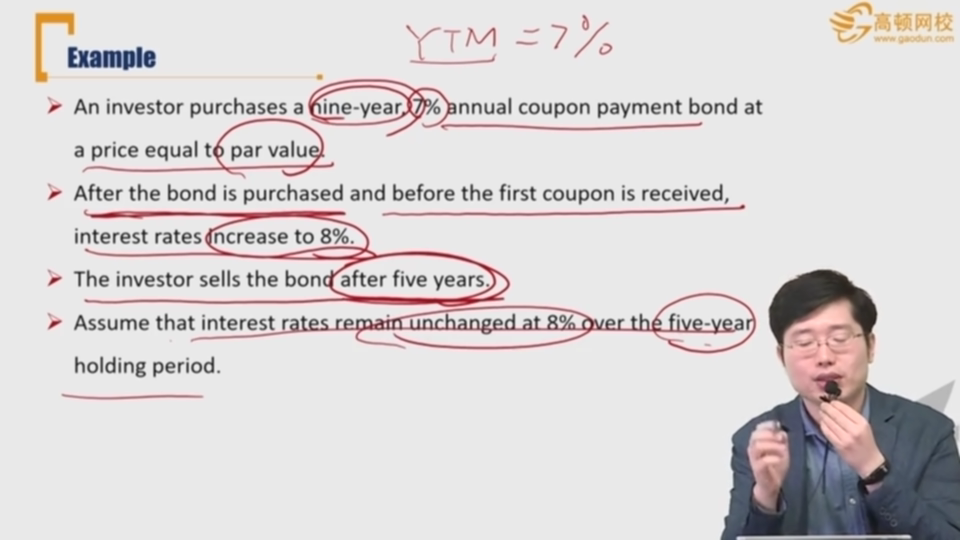 YTM = 7%
高顿网校
www.gaodun.com
Example
An investor purchases a nine-year, 7% annual coupon payment bond at
a price equal to par value.
After the bond is purchased and before the first coupon is received,
interest rates increase to 8%.
The investor sells the bond after five years.
Assume that interest rates remain unchanged at 8% over the five-year
holding period.